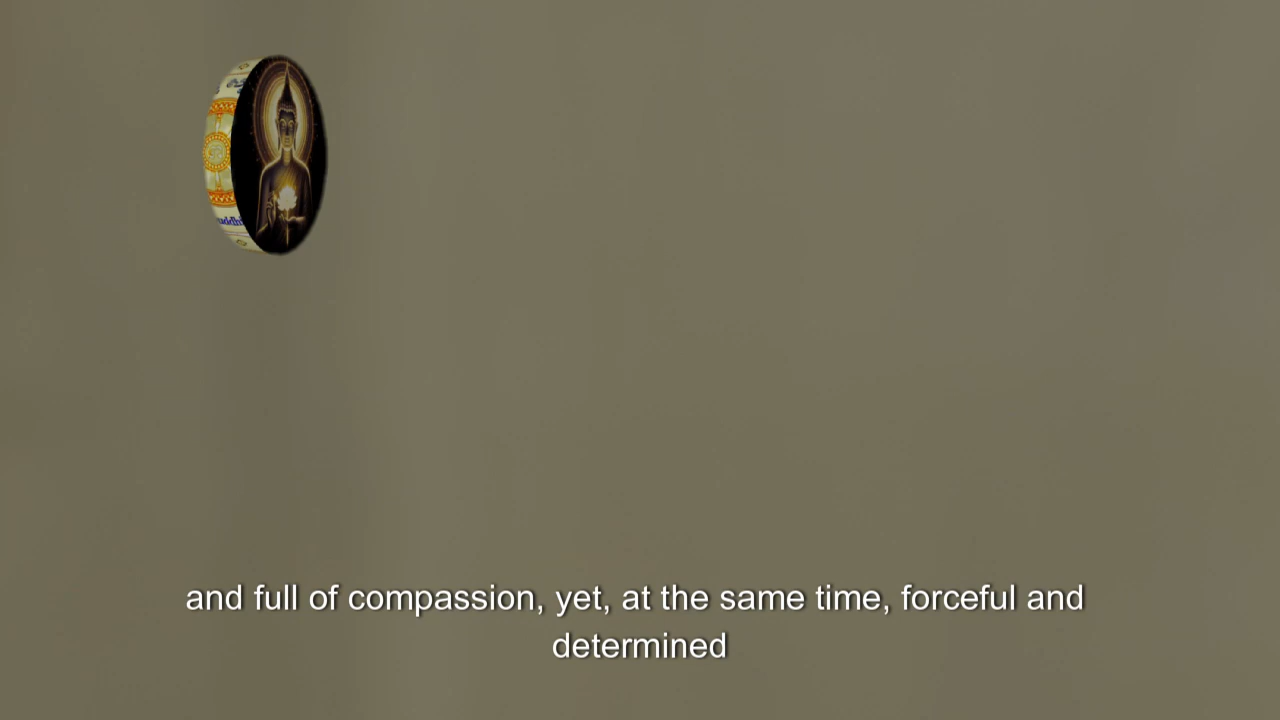 and full of compassion, yet, at the same time, forceful and
determined